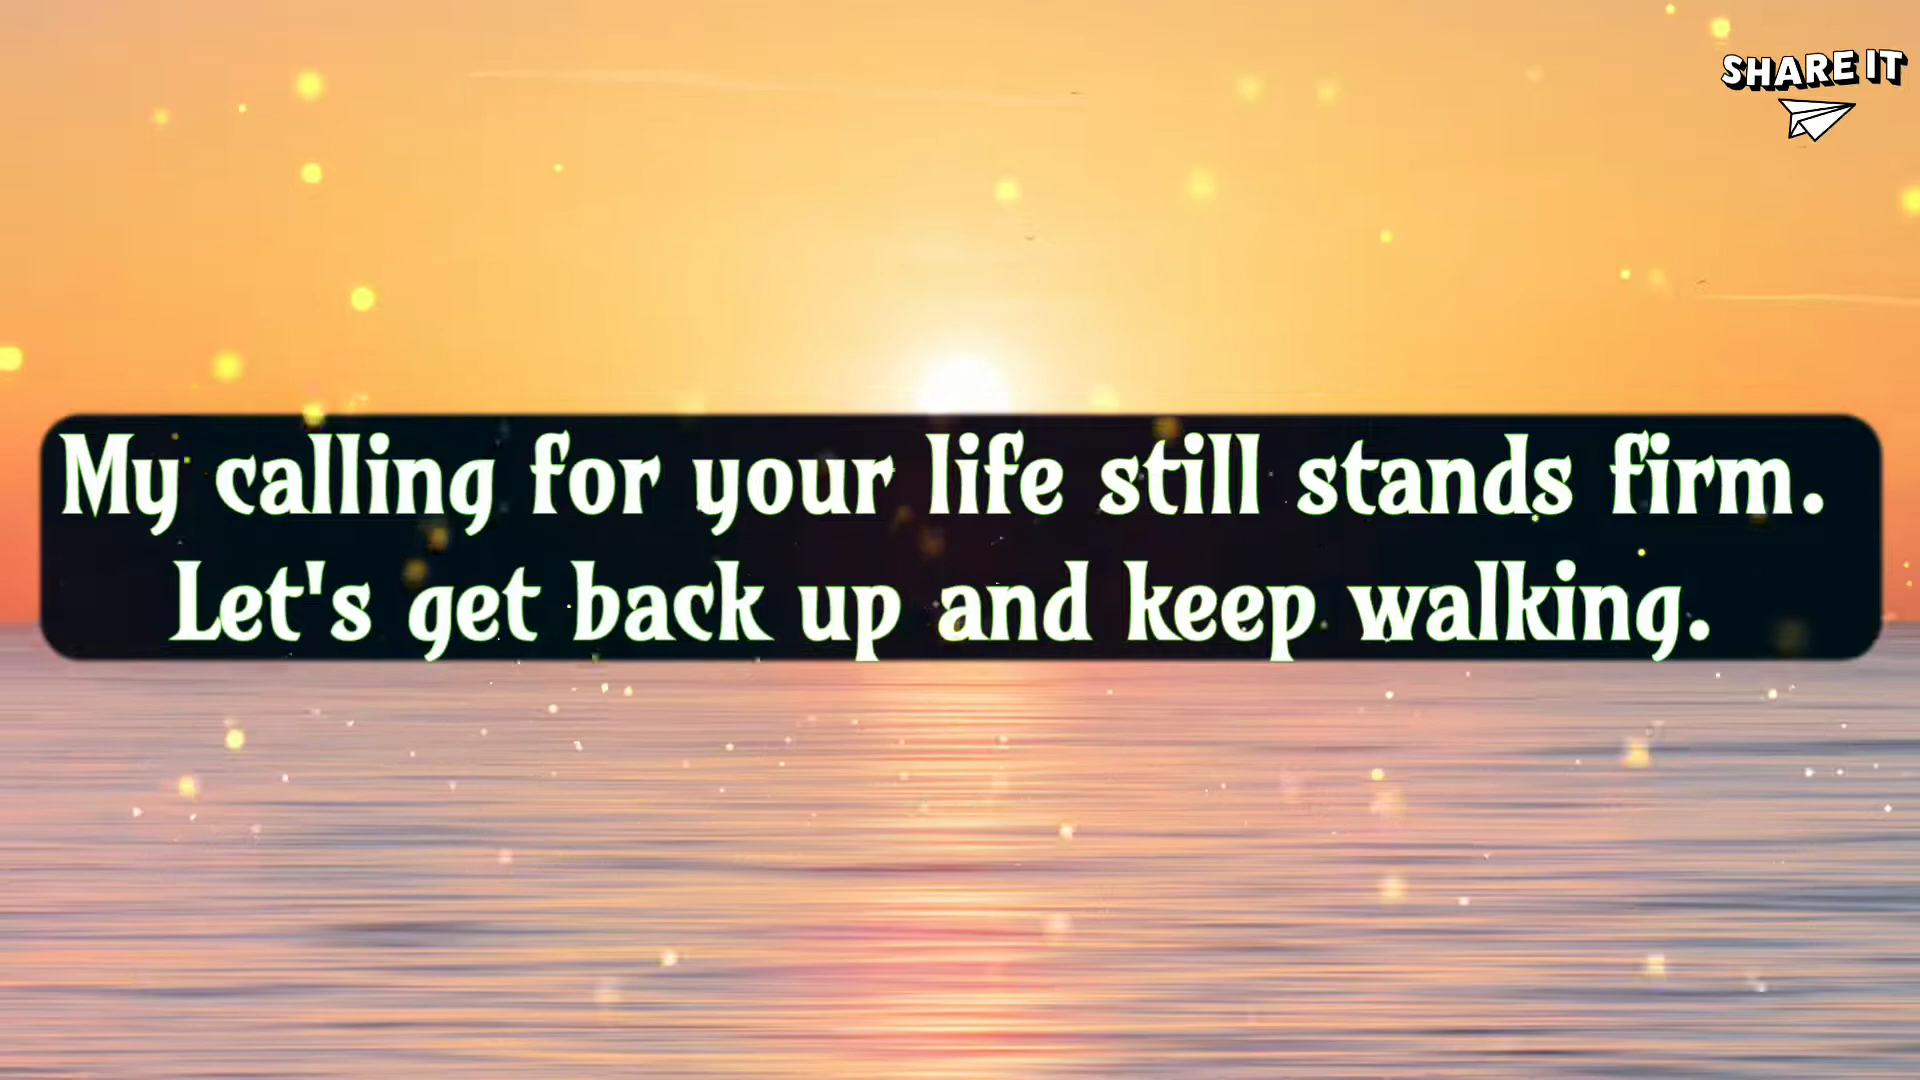 SHARE IT
My calling for your life still stands firm.
Let's get back up and keep walking.